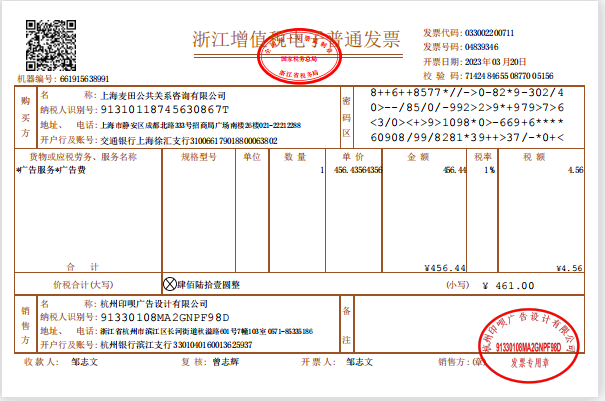 浙江增值税电子普通发票
发票代码: 033002200711
发票号码: 04839346
开票日期: 2023年 03 月20日
校 验 码: 71424 84655 08770 05156
机器编号: 661915638991
购买方
名 称: 上海麦田公共关系咨询有限公司
纳税人识别号: 91310118745630867T
地址、 电话: 上海市静安区成都北路333号招商局广场南楼26楼021-22212288
开户行及账号: 交通银行上海徐汇支行310066179018800063802
密码区
8++6++8577*//->0-82*9-302/4
0>--/85/0/-992>2>9*+979>7>6
<3/0><+>9>1098*0>-669+6****
60908/99/8281*39++>37/-*0+<
货物或应税劳务、服务名称 规格型号 单位 数 量 单 价 金 额 税率 税 额
*广告服务*广告费 1 456.43564356 456.44 1% 4.56
合 计 ¥456.44 ¥4.56
价税合计(大写) ⊗肆佰陆拾壹圆整 (小写) ¥ 461.00
销售方
名 称: 杭州印呗广告设计有限公司
纳税人识别号: 91330108MA2GNPF98D
地址、 电话: 浙江省杭州市滨江区长河街道杭溢路601号7幢103室 0571-85335186
开户行及账号: 杭州银行滨江支行 3301040160013625937
备注
收 款 人: 邹志文 复 核: 曾志辉 开 票 人: 邹志文 销售方: (章)
国家税务总局
浙江省税务局
杭州印呗广告设计有限公司
91330108MA2GNPF98D
发票专用章